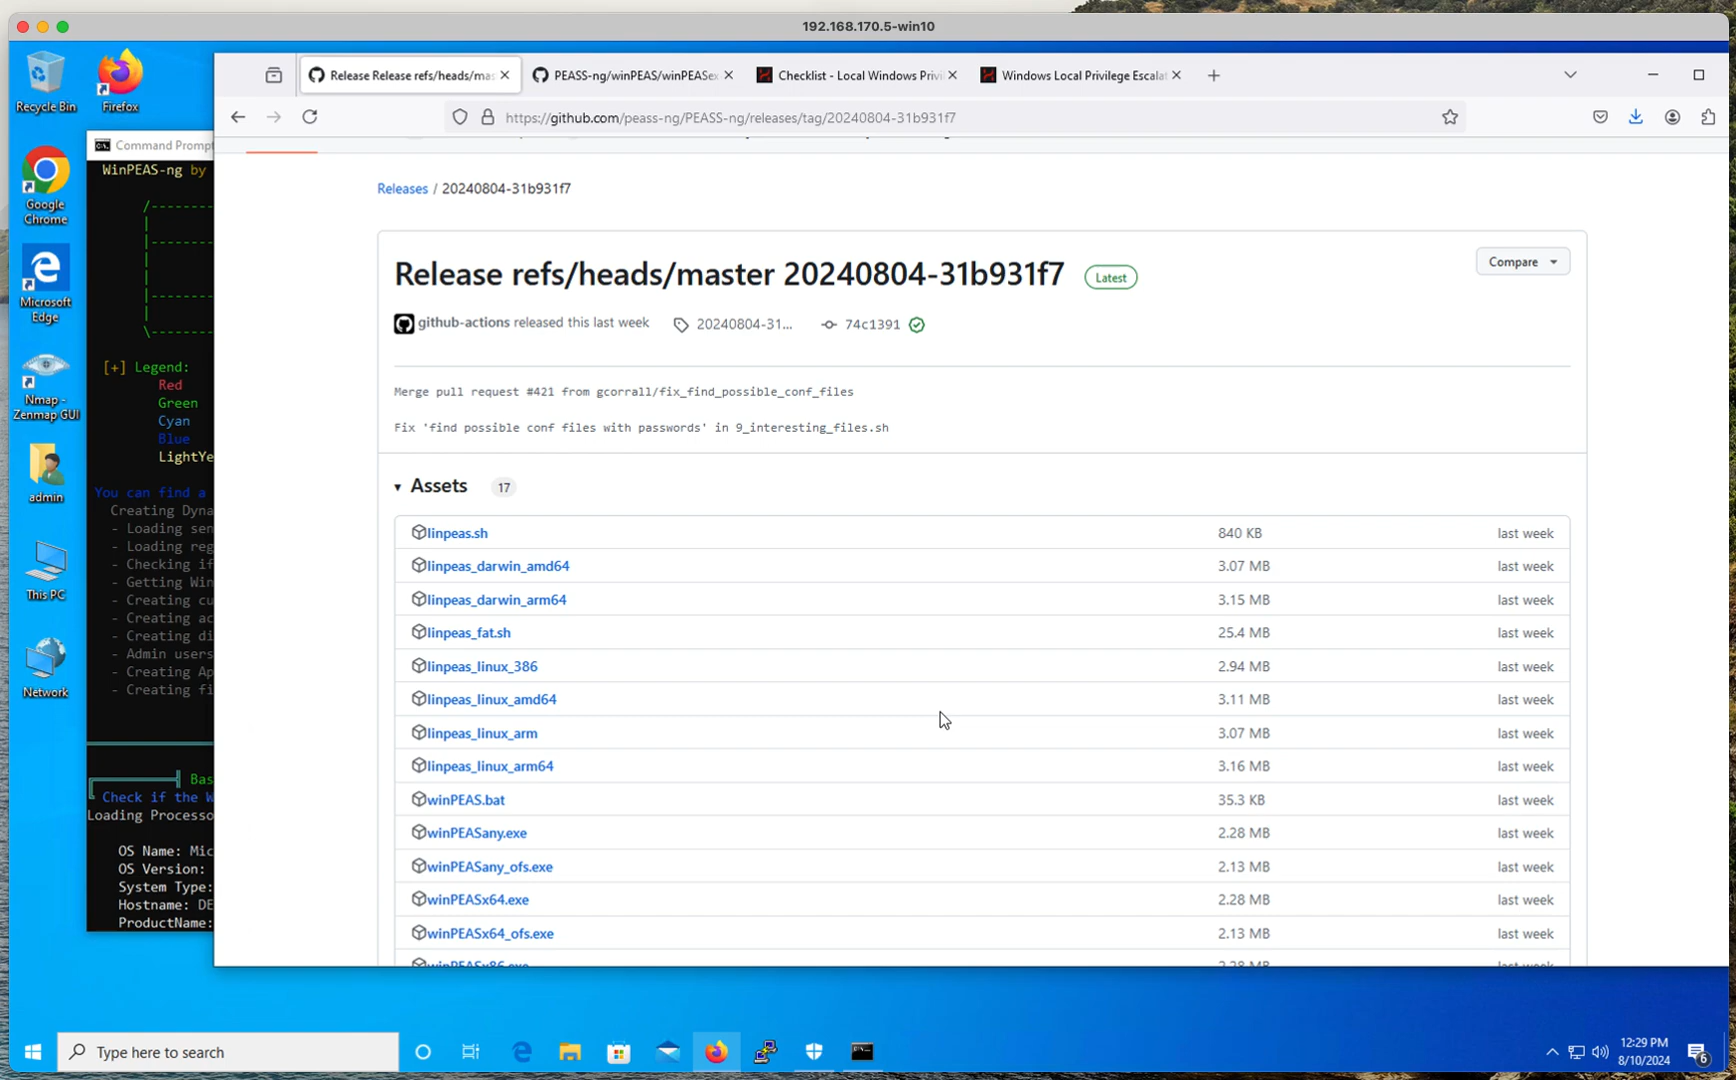 192.168.170.5-win10
Recycle Bin
Firefox
Google Chrome
Microsoft Edge
Nmap - Zenmap GUI
admin
This PC
Network
Command Prompt
WinPEAS-ng by
[+] Legend:
Red
Green
Cyan
Blue
LightYe
You can find a
Creating Dyna
- Loading sen
- Loading reg
- Checking if
- Getting Win
- Creating cu
- Creating ac
- Creating di
- Admin users
- Creating Ap
- Creating fi
Bas
Check if the W
Loading Processo
OS Name: Mic
OS Version:
System Type:
Hostname: DE
ProductName:
Release Release refs/heads/mas
PEASS-ng/winPEAS/winPEASex
Checklist - Local Windows Privi
Windows Local Privilege Escalat
https://github.com/peass-ng/PEASS-ng/releases/tag/20240804-31b931f7
Releases / 20240804-31b931f7
Release refs/heads/master 20240804-31b931f7 Latest
Compare
github-actions released this last week 20240804-31... 74c1391
Merge pull request #421 from gcorrall/fix_find_possible_conf_files
Fix 'find possible conf files with passwords' in 9_interesting_files.sh
Assets 17
linpeas.sh 840 KB last week
linpeas_darwin_amd64 3.07 MB last week
linpeas_darwin_arm64 3.15 MB last week
linpeas_fat.sh 25.4 MB last week
linpeas_linux_386 2.94 MB last week
linpeas_linux_amd64 3.11 MB last week
linpeas_linux_arm 3.07 MB last week
linpeas_linux_arm64 3.16 MB last week
winPEAS.bat 35.3 KB last week
winPEASany.exe 2.28 MB last week
winPEASany_ofs.exe 2.13 MB last week
winPEASx64.exe 2.28 MB last week
winPEASx64_ofs.exe 2.13 MB last week
winPEASx86.exe 2.28 MB last week
Type here to search
12:29 PM
8/10/2024
6